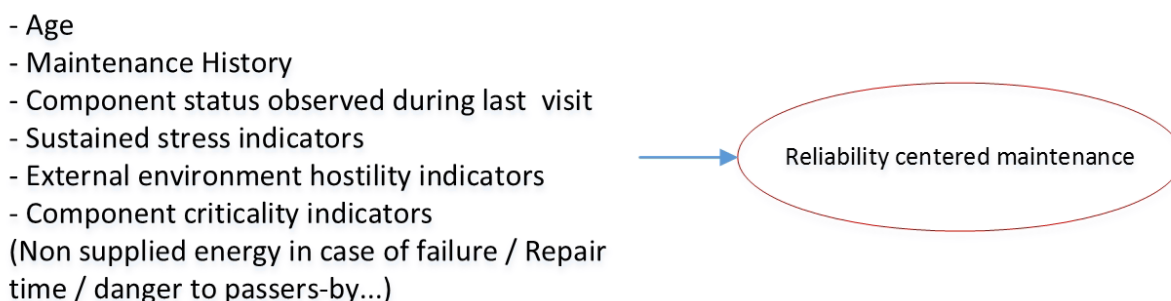 - Age
- Maintenance History
- Component status observed during last visit
- Sustained stress indicators
- External environment hostility indicators
- Component criticality indicators
(Non supplied energy in case of failure / Repair
time / danger to passers-by...)
Reliability centered maintenance